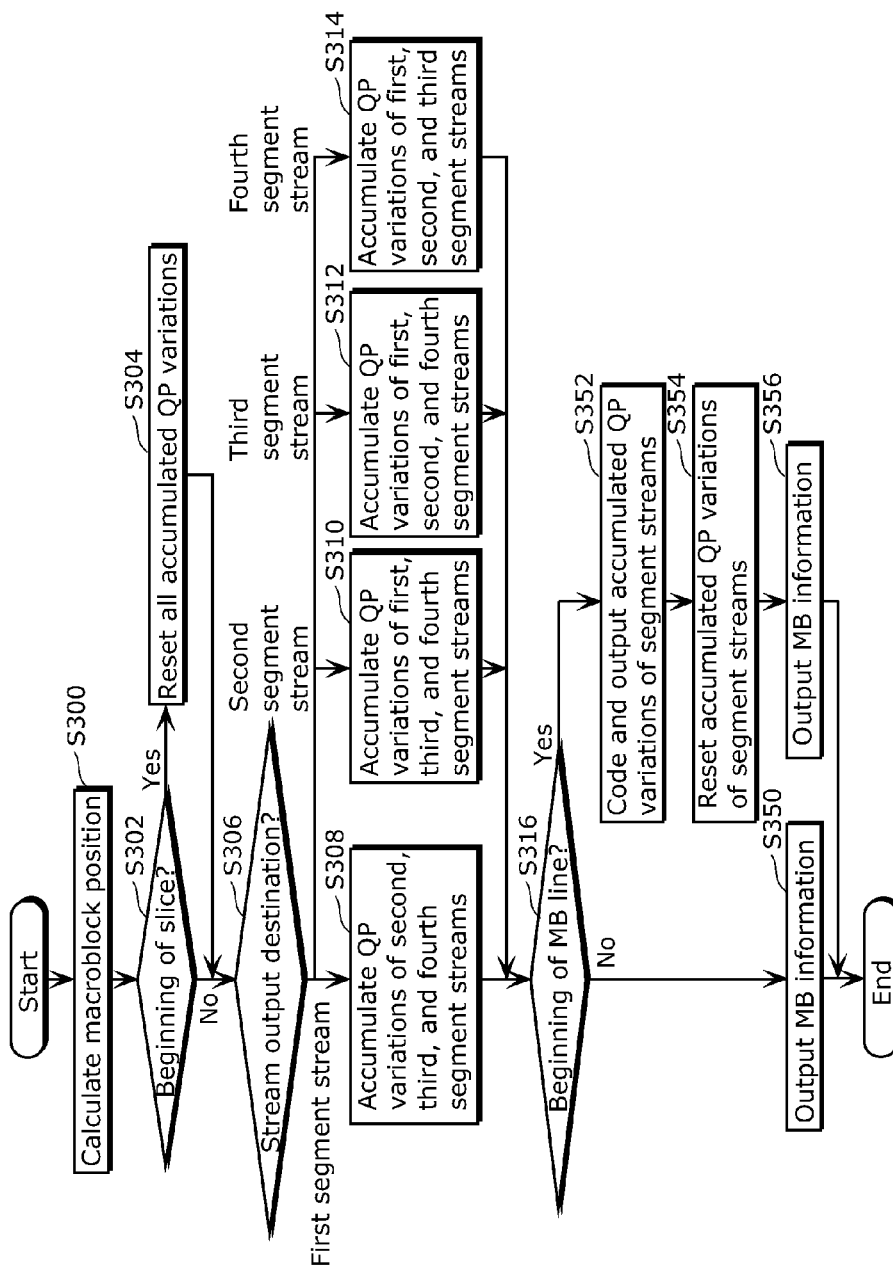 Start
S300
Calculate macroblock position
S302
Beginning of slice?
Yes
No
S304
Reset all accumulated QP variations
S306
Stream output destination?
First segment stream
Second
segment
stream
Third
segment
stream
Fourth
segment
stream
S308
Accumulate QP
variations of second,
third, and fourth
segment streams
S310
Accumulate QP
variations of first,
third, and fourth
segment streams
S312
Accumulate QP
variations of first,
second, and fourth
segment streams
S314
Accumulate QP
variations of first,
second, and third
segment streams
S316
Beginning of MB line?
Yes
No
S352
Code and output accumulated QP
variations of segment streams
S354
Reset accumulated QP variations
of segment streams
S350
Output MB information
S356
Output MB information
End